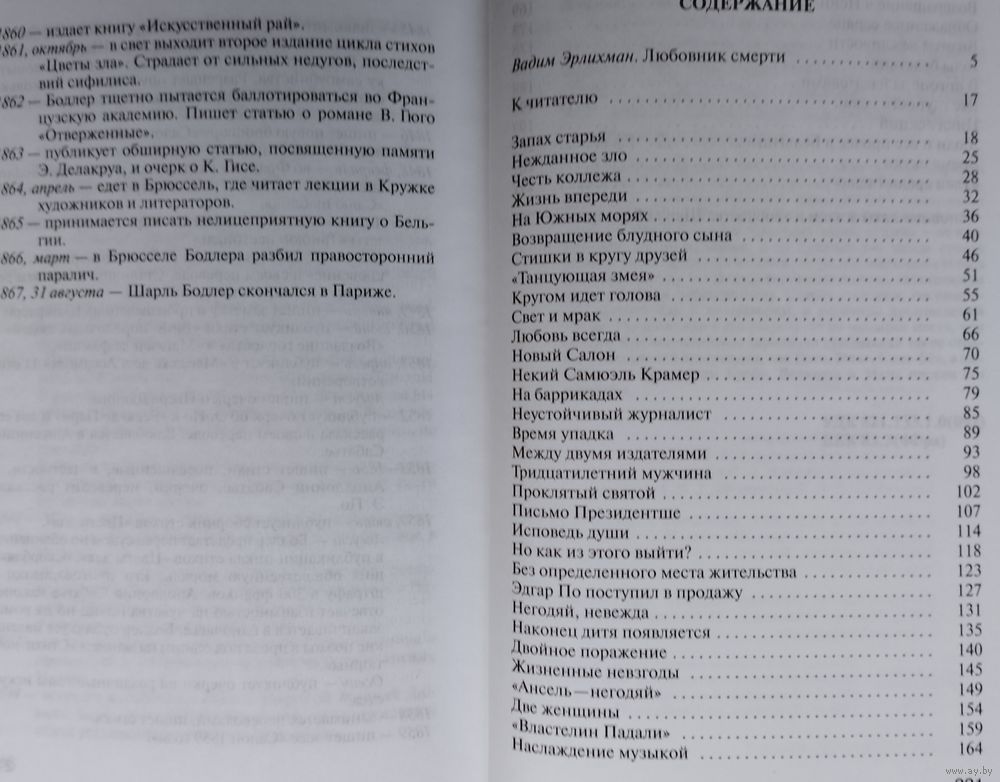 1860 — издает книгу «Искусственный рай».
1861, октябрь — в свет выходит второе издание цикла стихов
«Цветы зла». Страдает от сильных недугов, последст-
вий сифилиса.
1862 — Бодлер тщетно пытается баллотироваться во Фран-
цузскую академию. Пишет статью о романе В. Гюго
«Отверженные».
1863 — публикует обширную статью, посвященную памяти
Э. Делакруа, и очерк о К. Гисе.
864, апрель — едет в Брюссель, где читает лекции в Кружке
художников и литераторов.
865 — принимается писать нелицеприятную книгу о Бель-
гии.
866, март — в Брюсселе Бодлера разбил правосторонний
паралич.
867, 31 августа — Шарль Бодлер скончался в Париже.
СОДЕРЖАНИЕ
Вадим Эрлихман. Любовник смерти . . . . . . . . . . . . 5
К читателю . . . . . . . . . . . . 17
Запах старья . . . . . . . . . . . . 18
Нежданное зло . . . . . . . . . . . . 25
Честь коллежа . . . . . . . . . . . . 28
Жизнь впереди . . . . . . . . . . . . 32
На Южных морях . . . . . . . . . . . . 36
Возвращение блудного сына . . . . . . . . . . . . 40
Стишки в кругу друзей . . . . . . . . . . . . 46
«Танцующая змея» . . . . . . . . . . . . 51
Кругом идет голова . . . . . . . . . . . . 55
Свет и мрак . . . . . . . . . . . . 61
Любовь всегда . . . . . . . . . . . . 66
Новый Салон . . . . . . . . . . . . 70
Некий Самюэль Крамер . . . . . . . . . . . . 75
На баррикадах . . . . . . . . . . . . 79
Неустойчивый журналист . . . . . . . . . . . . 85
Время упадка . . . . . . . . . . . . 89
Между двумя издателями . . . . . . . . . . . . 93
Тридцатилетний мужчина . . . . . . . . . . . . 98
Проклятый святой . . . . . . . . . . . . 102
Письмо Президентше . . . . . . . . . . . . 107
Исповедь души . . . . . . . . . . . . 114
Но как из этого выйти? . . . . . . . . . . . . 118
Без определенного места жительства . . . . . . . . . . . . 123
Эдгар По поступил в продажу . . . . . . . . . . . . 127
Негодяй, невежда . . . . . . . . . . . . 131
Наконец дитя появляется . . . . . . . . . . . . 135
Двойное поражение . . . . . . . . . . . . 140
Жизненные невзгоды . . . . . . . . . . . . 145
«Ансель — негодяй» . . . . . . . . . . . . 149
Две женщины . . . . . . . . . . . . 154
«Властелин Падали» . . . . . . . . . . . . 159
Наслаждение музыкой . . . . . . . . . . . . 164
www.ay.by